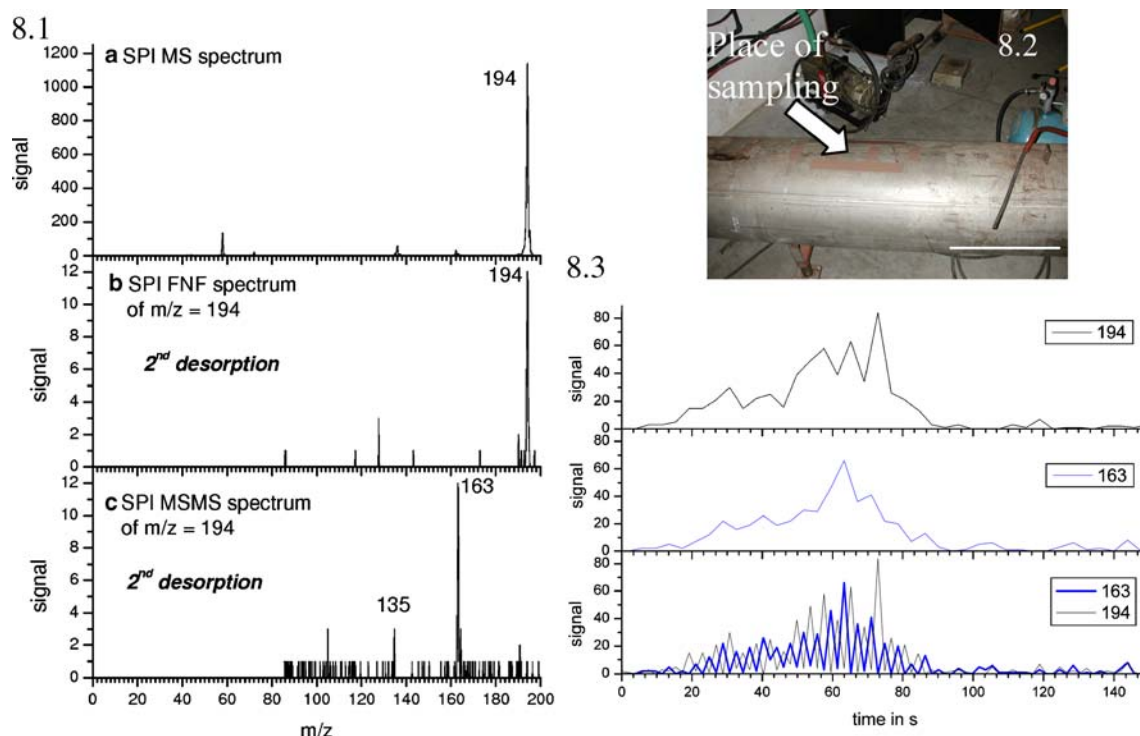 8.1
a SPI MS spectrum
194
1200
1000
800
600
400
200
0
signal
b SPI FNF spectrum
of m/z = 194
2nd desorption
194
12
10
8
6
4
2
0
signal
c SPI MSMS spectrum
of m/z = 194
2nd desorption
163
135
12
10
8
6
4
2
0
signal
0 20 40 60 80 100 120 140 160 180 200
m/z
Place of
sampling
8.2
8.3
80
60
40
20
0
signal
194
80
60
40
20
0
signal
163
80
60
40
20
0
signal
163
194
0 20 40 60 80 100 120 140
time in s